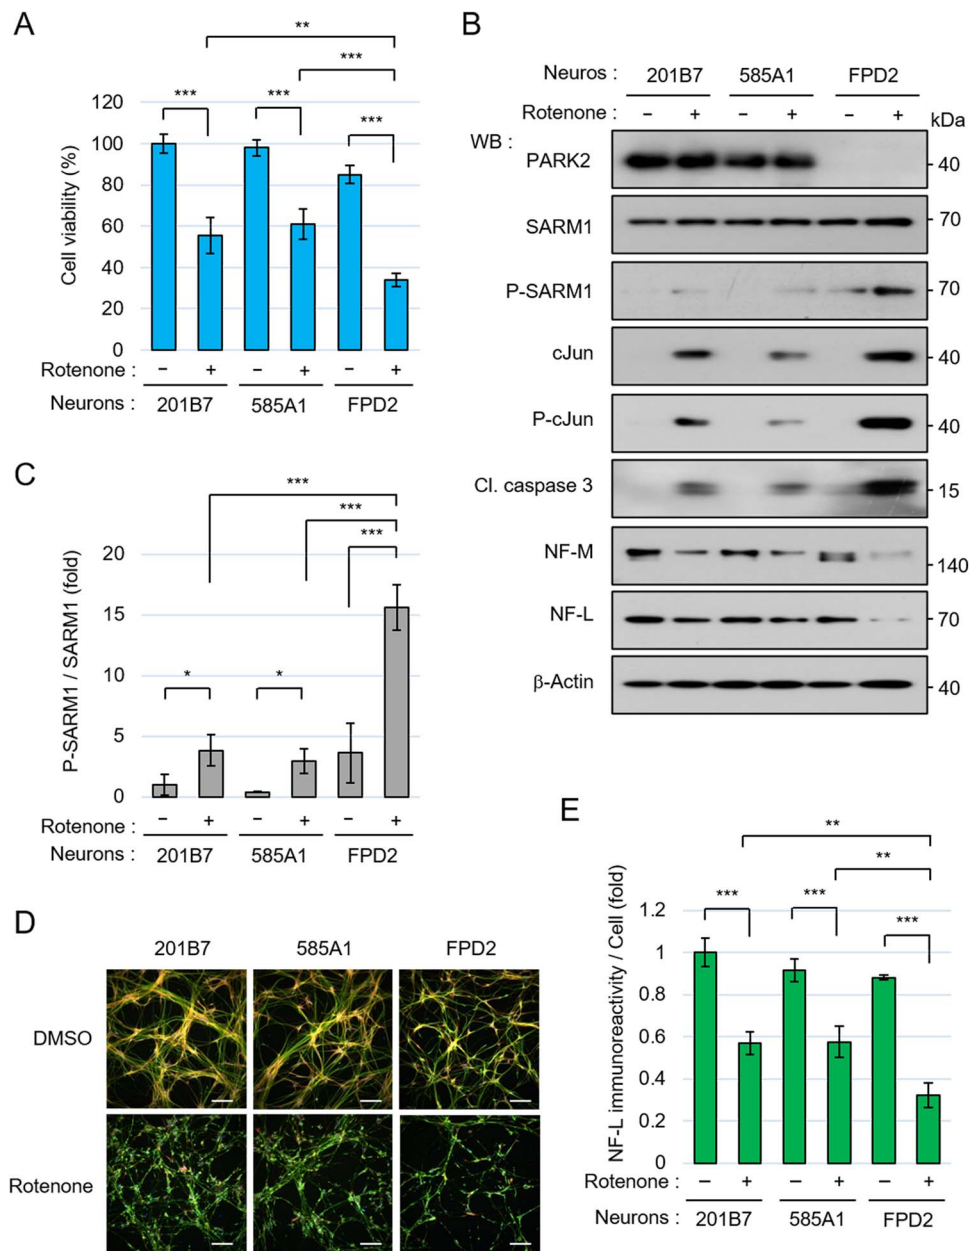 A
**
***
***
***
***
120
100
80
60
40
20
0
Cell viability (%)
Rotenone : − + − + − +
Neurons : 201B7 585A1 FPD2
B
Neuros : 201B7 585A1 FPD2
Rotenone : − + − + − +
kDa
WB :
PARK2 40
SARM1 70
P-SARM1 70
cJun 40
P-cJun 40
Cl. caspase 3 15
NF-M 140
NF-L 70
β-Actin 40
C
***
***
***
*
*
20
15
10
5
0
P-SARM1 / SARM1 (fold)
Rotenone : − + − + − +
Neurons : 201B7 585A1 FPD2
D
201B7 585A1 FPD2
DMSO
Rotenone
E
**
**
***
***
***
1.2
1
0.8
0.6
0.4
0.2
0
NF-L immunoreactivity / Cell (fold)
Rotenone : − + − + − +
Neurons : 201B7 585A1 FPD2